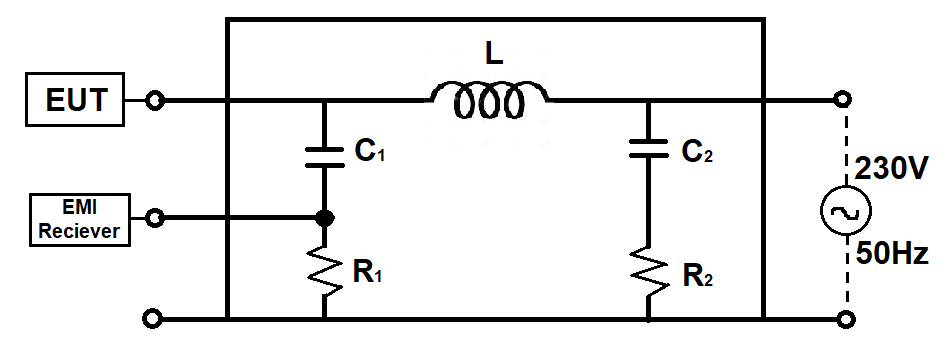 L
EUT
C1
C2
230V
EMI
Reciever
50Hz
R1
R2